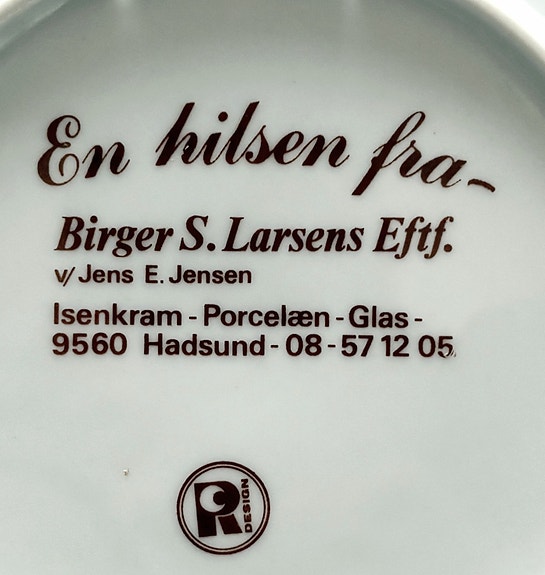 En hilsen fra-
Birger S. Larsens Eftf.
v/ Jens E. Jensen
Isenkram - Porcelæn - Glas -
9560 Hadsund - 08 - 57 12 05
R DESIGN